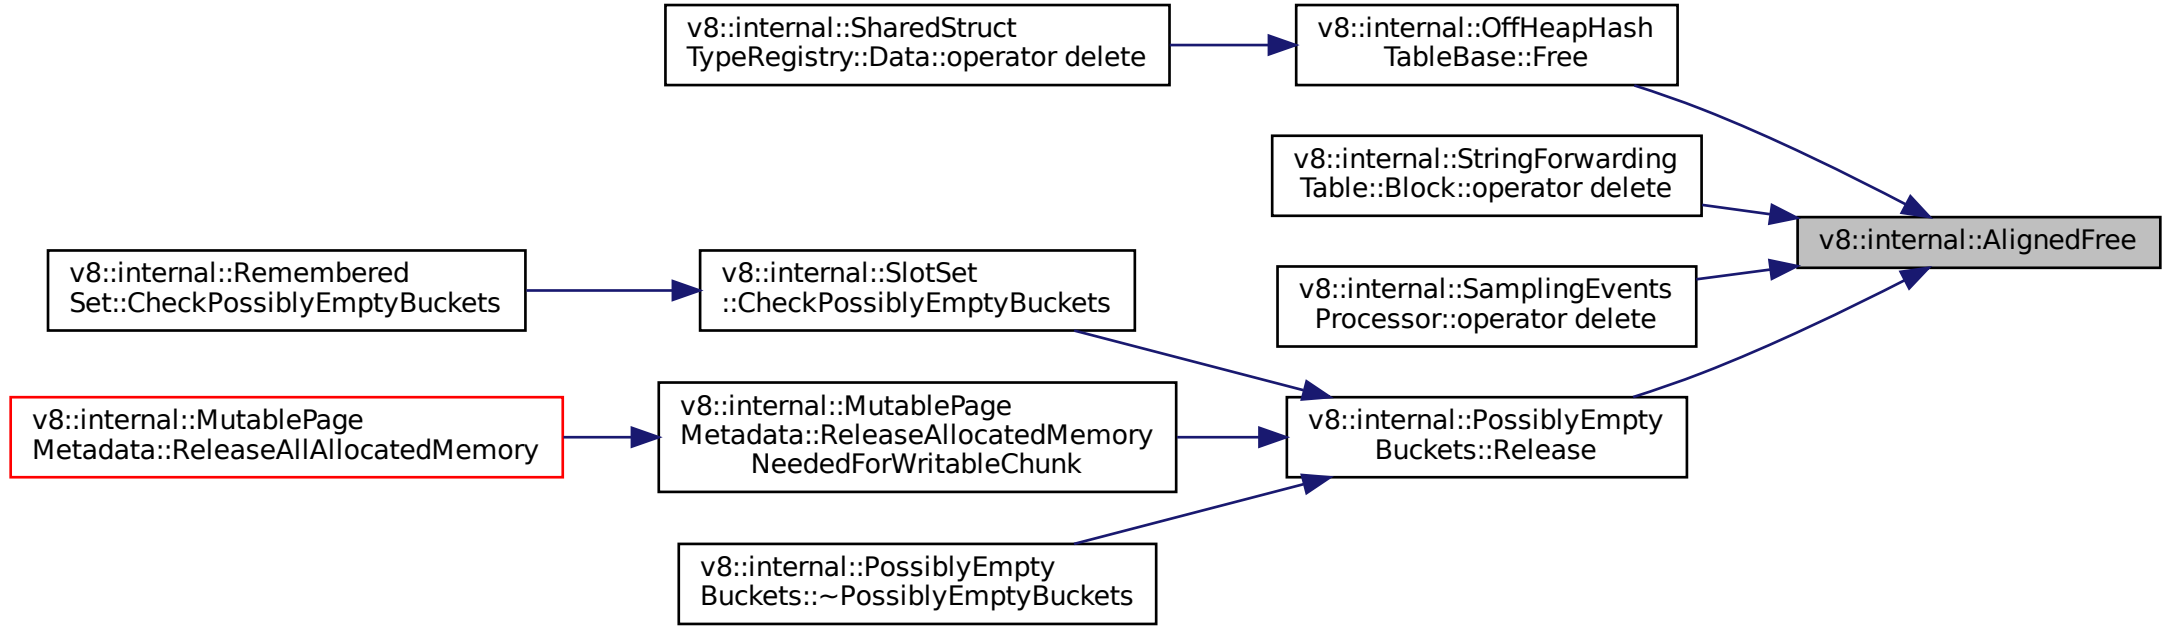 v8::internal::SharedStruct
TypeRegistry::Data::operator delete
v8::internal::OffHeapHash
TableBase::Free
v8::internal::StringForwarding
Table::Block::operator delete
v8::internal::AlignedFree
v8::internal::Remembered
Set::CheckPossiblyEmptyBuckets
v8::internal::SlotSet
::CheckPossiblyEmptyBuckets
v8::internal::SamplingEvents
Processor::operator delete
v8::internal::MutablePage
Metadata::ReleaseAllAllocatedMemory
v8::internal::MutablePage
Metadata::ReleaseAllocatedMemory
NeededForWritableChunk
v8::internal::PossiblyEmpty
Buckets::Release
v8::internal::PossiblyEmpty
Buckets::~PossiblyEmptyBuckets